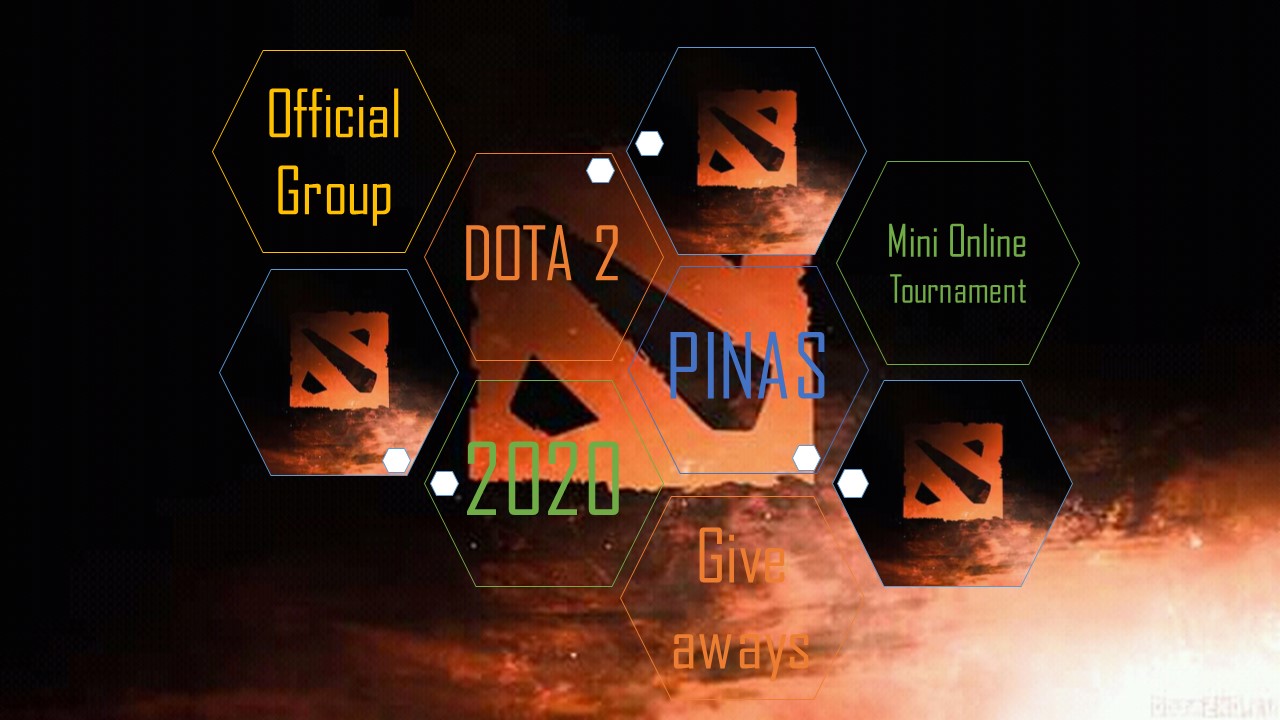 Official
Group
DOTA 2
PINAS
2020
Mini Online
Tournament
Give
aways